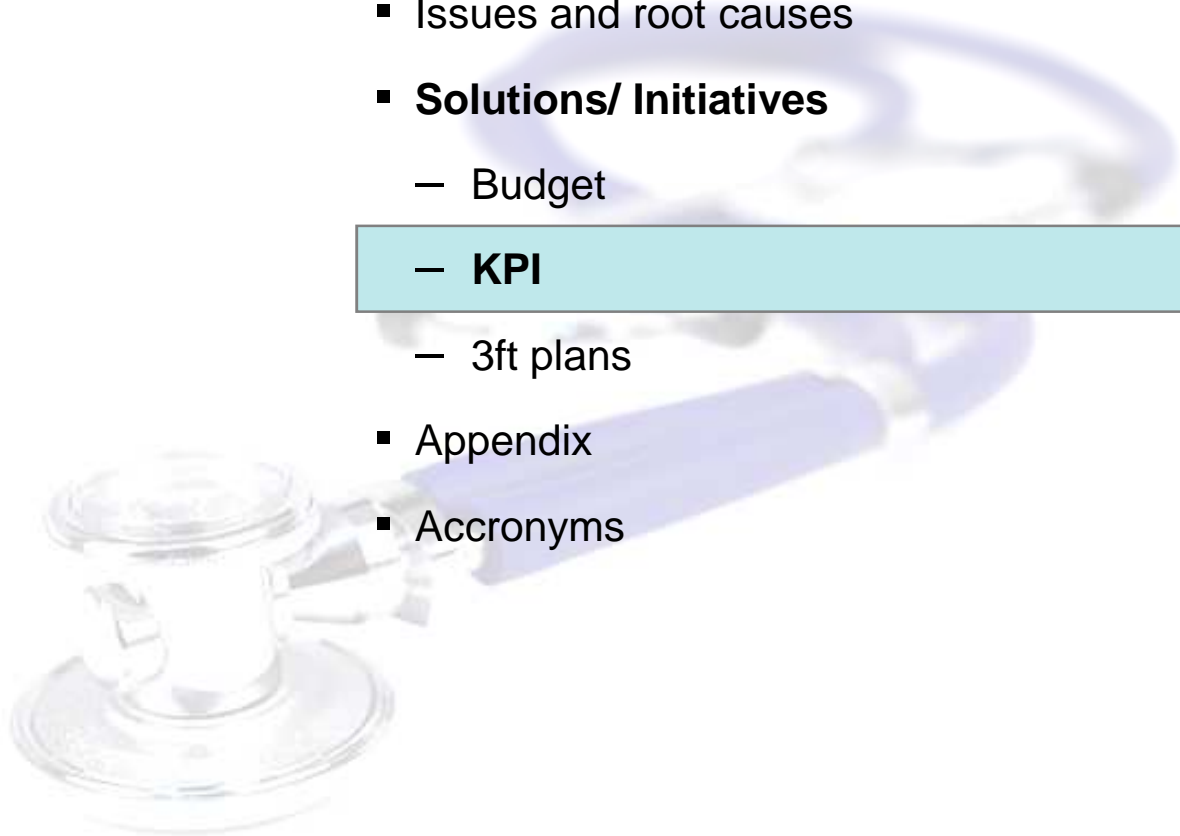 ▪ Issues and root causes
▪ Solutions/ Initiatives
– Budget
– KPI
– 3ft plans
▪ Appendix
▪ Accronyms